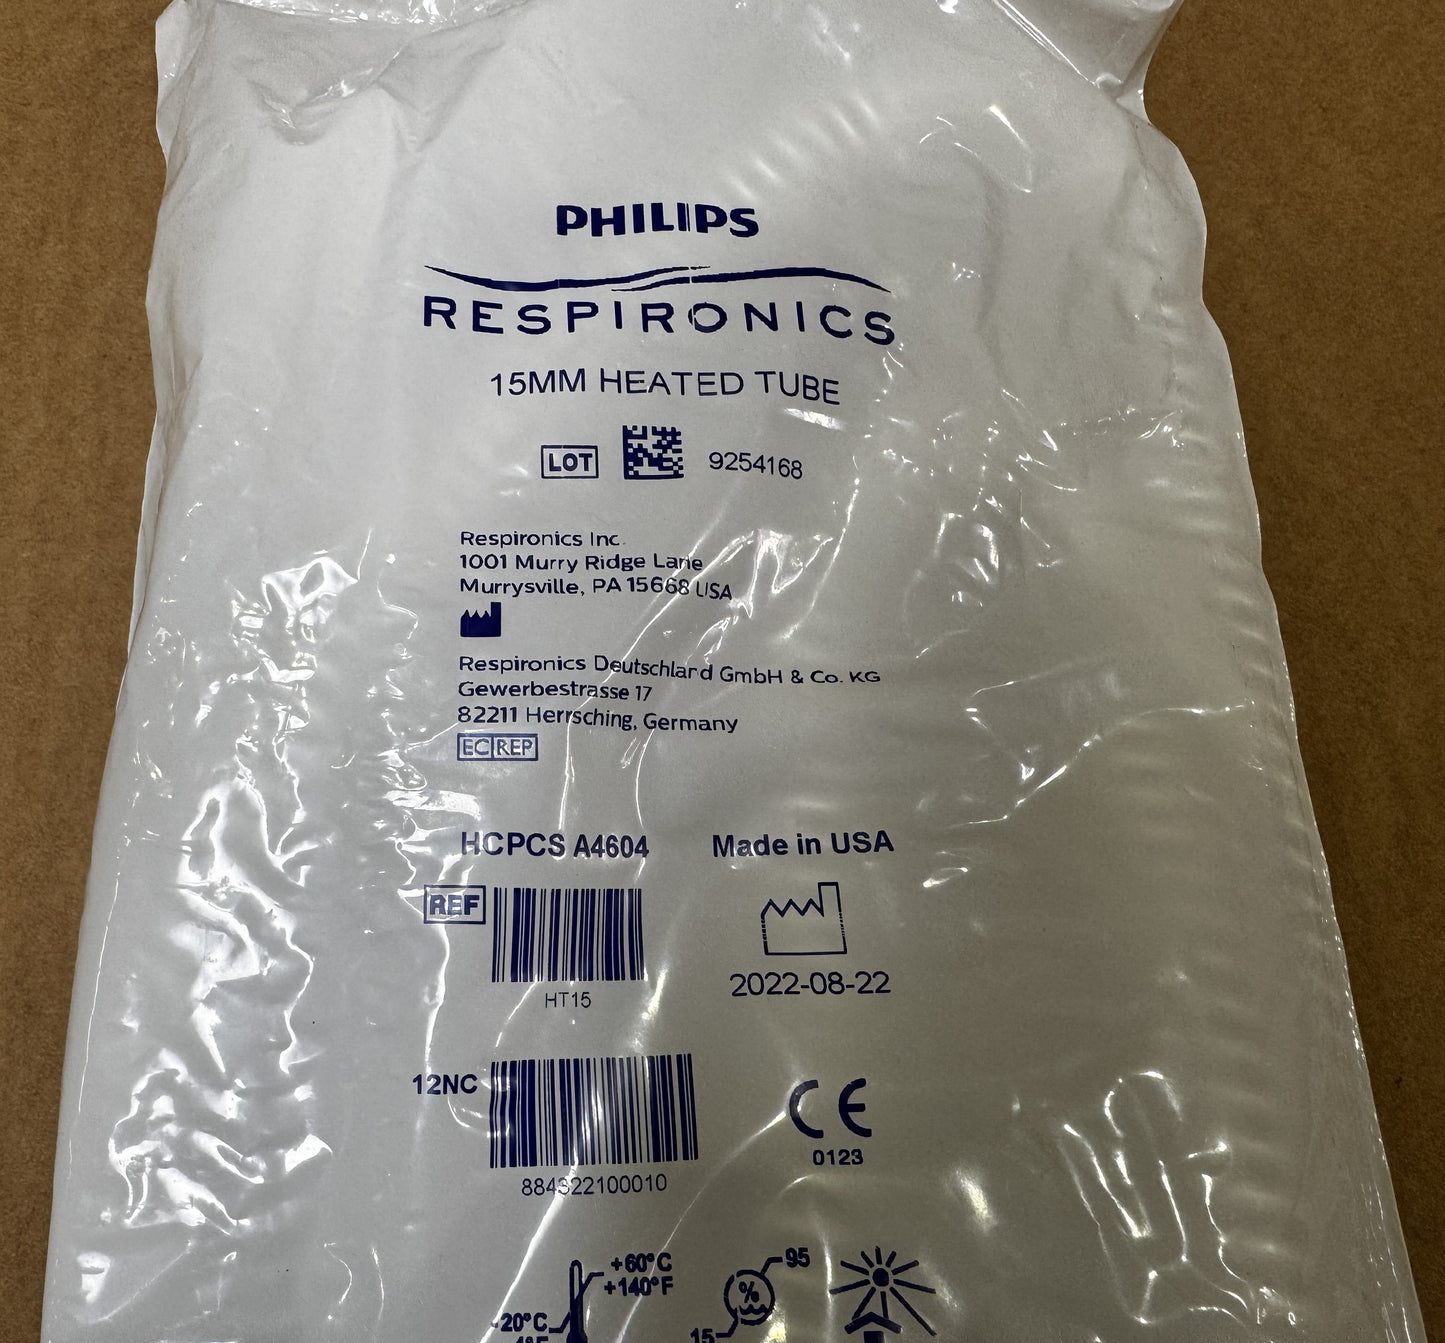 PHILIPS
RESPIRONICS
15MM HEATED TUBE
LOT 9254168
Respironics Inc.
1001 Murry Ridge Lane
Murrysville, PA 15668 USA
Respironics Deutschland GmbH & Co. KG
Gewerbestrasse 17
82211 Herrsching, Germany
EC REP
HCPCS A4604 Made in USA
REF
HT15
2022-08-22
12NC
CE
0123
884322100010
+60°C
+140°F
95
%
-20°C
15